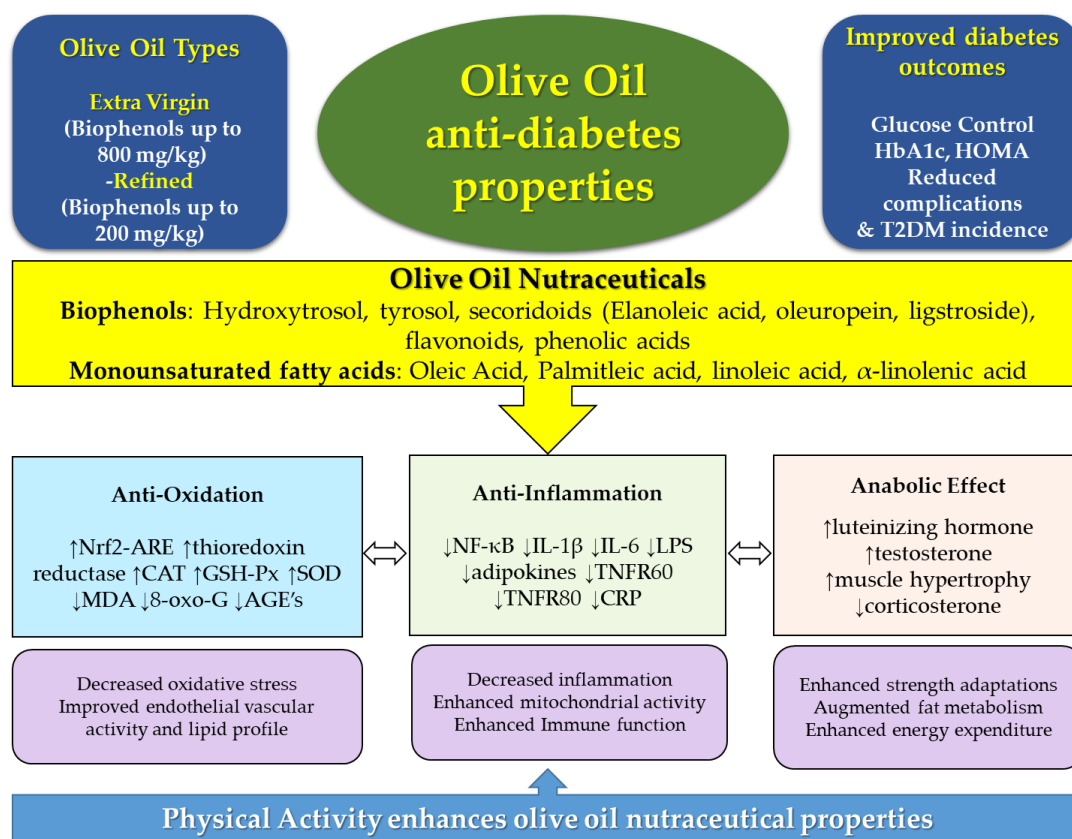 Olive Oil Types
Extra Virgin
(Biophenols up to
800 mg/kg)
-Refined
(Biophenols up to
200 mg/kg)
Olive Oil
anti-diabetes
properties
Improved diabetes
outcomes
Glucose Control
HbA1c, HOMA
Reduced
complications
& T2DM incidence
Olive Oil Nutraceuticals
Biophenols: Hydroxytrosol, tyrosol, secoridoids (Elanoleic acid, oleuropein, ligstroside),
flavonoids, phenolic acids
Monounsaturated fatty acids: Oleic Acid, Palmitleic acid, linoleic acid, α-linolenic acid
Anti-Oxidation
↑Nrf2-ARE ↑thioredoxin
reductase ↑CAT ↑GSH-Px ↑SOD
↓MDA ↓8-oxo-G ↓AGE's
Anti-Inflammation
↓NF-κB ↓IL-1β ↓IL-6 ↓LPS
↓adipokines ↓TNFR60
↓TNFR80 ↓CRP
Anabolic Effect
↑luteinizing hormone
↑testosterone
↑muscle hypertrophy
↓corticosterone
Decreased oxidative stress
Improved endothelial vascular
activity and lipid profile
Decreased inflammation
Enhanced mitochondrial activity
Enhanced Immune function
Enhanced strength adaptations
Augmented fat metabolism
Enhanced energy expenditure
Physical Activity enhances olive oil nutraceutical properties